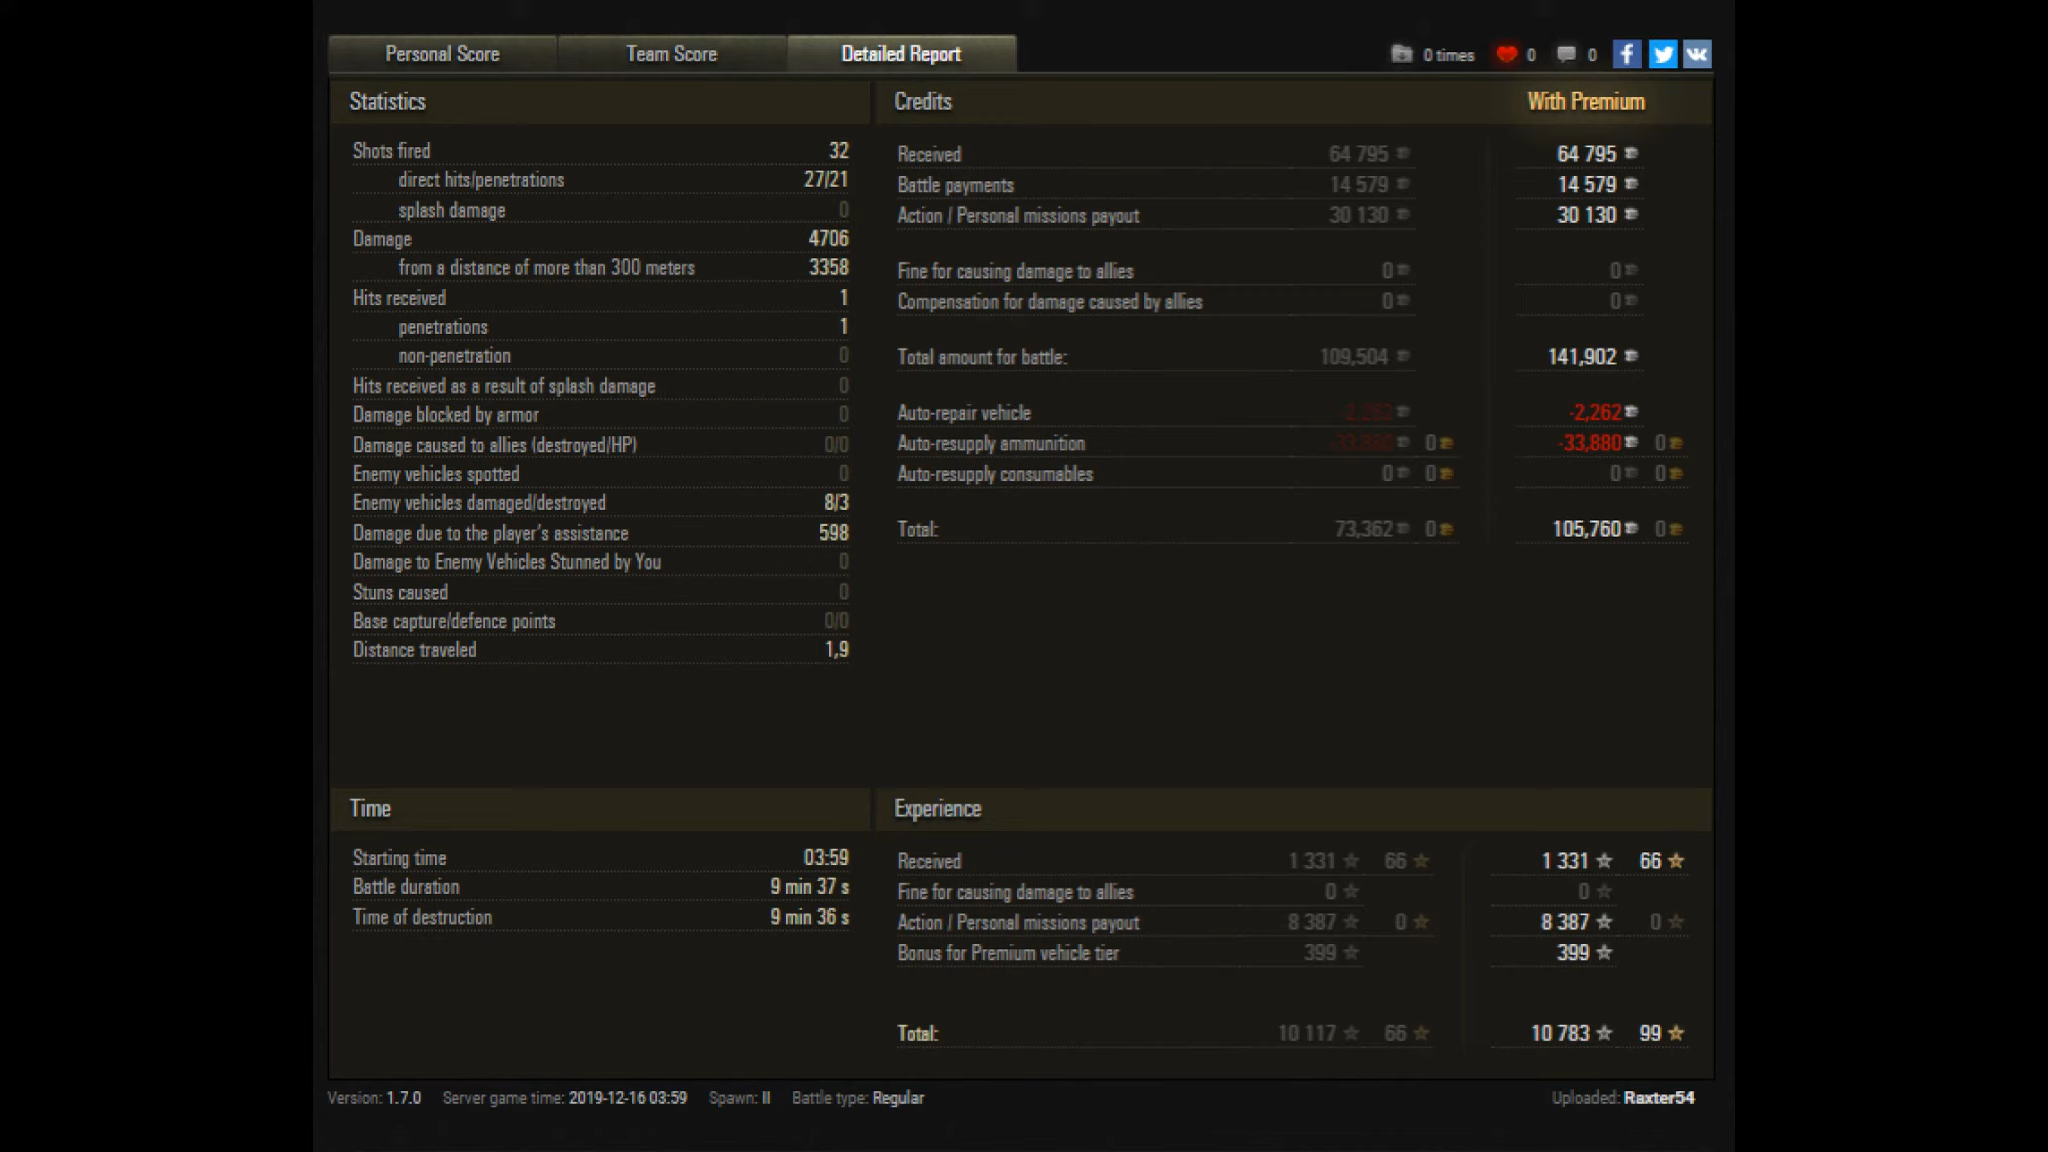 Personal Score Team Score Detailed Report 0 times 0 0
Statistics
Shots fired 32
direct hits/penetrations 27/21
splash damage 0
Damage 4706
from a distance of more than 300 meters 3358
Hits received 1
penetrations 1
non-penetration 0
Hits received as a result of splash damage 0
Damage blocked by armor 0
Damage caused to allies (destroyed/HP) 0/0
Enemy vehicles spotted 0
Enemy vehicles damaged/destroyed 8/3
Damage due to the player's assistance 598
Damage to Enemy Vehicles Stunned by You 0
Stuns caused 0
Base capture/defence points 0/0
Distance traveled 1,9
Credits With Premium
Received 64 795 64 795
Battle payments 14 579 14 579
Action / Personal missions payout 30 130 30 130
Fine for causing damage to allies 0 0
Compensation for damage caused by allies 0 0
Total amount for battle: 109,504 141,902
Auto-repair vehicle -2,262 -2,262
Auto-resupply ammunition -33,880 0 -33,880 0
Auto-resupply consumables 0 0 0 0
Total: 73,362 0 105,760 0
Time
Starting time 03:59
Battle duration 9 min 37 s
Time of destruction 9 min 36 s
Experience
Received 1 331 66 1 331 66
Fine for causing damage to allies 0 0
Action / Personal missions payout 8 387 0 8 387 0
Bonus for Premium vehicle tier 399 399
Total: 10 117 66 10 783 99
Version: 1.7.0 Server game time: 2019-12-16 03:59 Spawn: II Battle type: Regular Uploaded: Raxter54